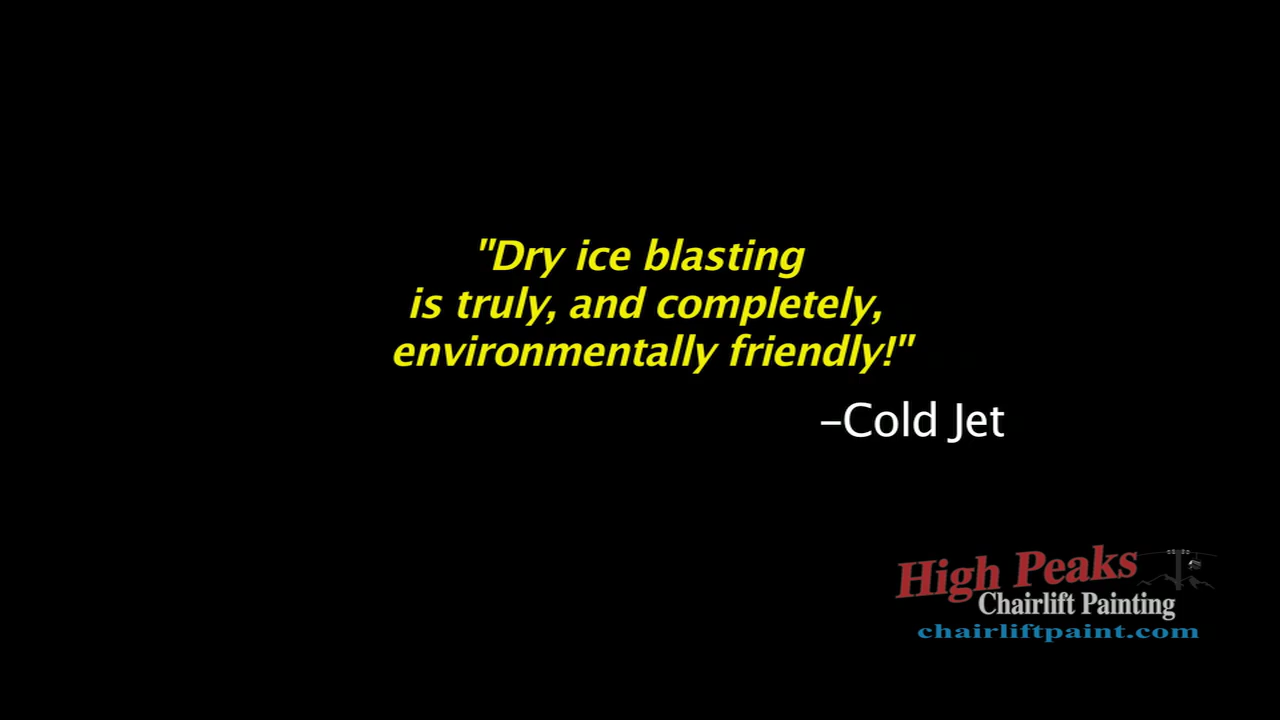 "Dry ice blasting
is truly, and completely,
environmentally friendly!"
–Cold Jet
High Peaks
Chairlift Painting
chairliftpaint.com